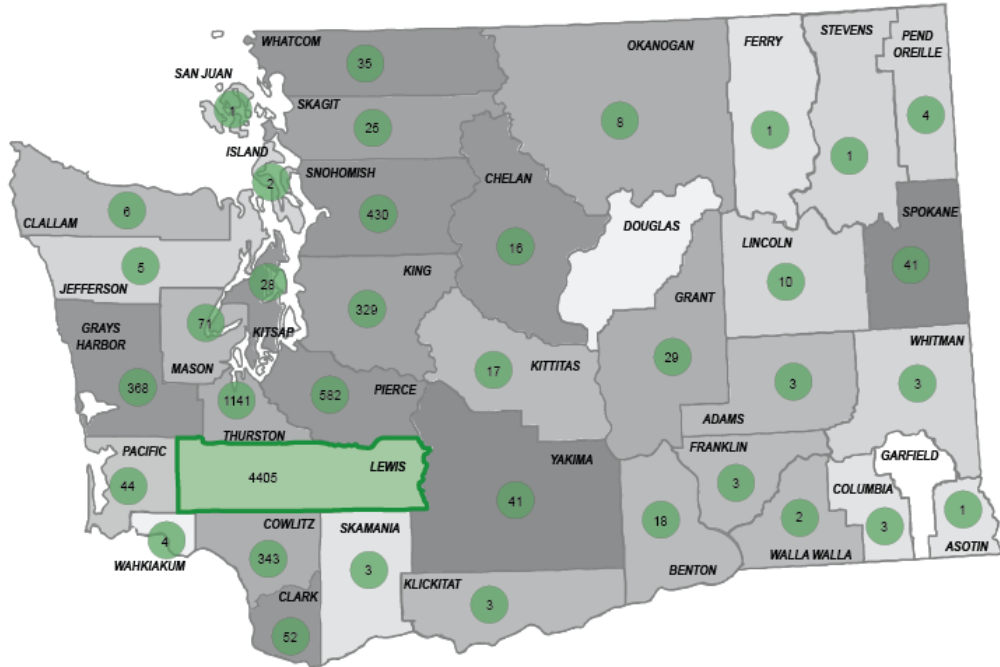 WHATCOM
35
SAN JUAN
1
SKAGIT
26
ISLAND
2
SNOHOMISH
430
CLALLAM
6
JEFFERSON
5
OKANOGAN
8
FERRY
1
STEVENS
1
PEND
OREILLE
4
CHELAN
16
DOUGLAS
LINCOLN
10
SPOKANE
41
KING
329
KITSAP
28
GRAYS
HARBOR
368
MASON
71
THURSTON
1141
PIERCE
582
KITTITAS
17
GRANT
29
ADAMS
3
WHITMAN
3
PACIFIC
44
LEWIS
4405
YAKIMA
41
FRANKLIN
3
GARFIELD
COLUMBIA
3
ASOTIN
1
WALLA WALLA
2
BENTON
18
KLICKITAT
3
SKAMANIA
3
COWLITZ
343
WAHKIAKUM
4
CLARK
52